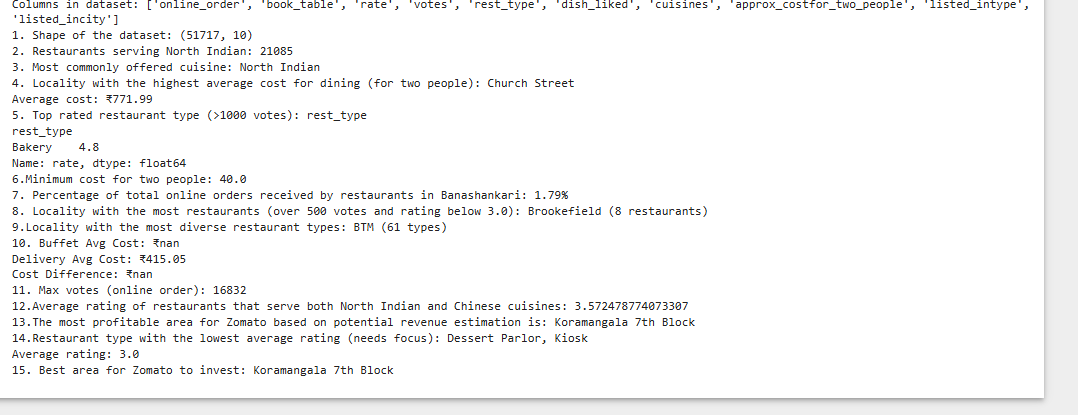 Columns in dataset: ['online_order', 'book_table', 'rate', 'votes', 'rest_type', 'dish_liked', 'cuisines', 'approx_costfor_two_people', 'listed_intype',
'listed_incity']
1. Shape of the dataset: (51717, 10)
2. Restaurants serving North Indian: 21085
3. Most commonly offered cuisine: North Indian
4. Locality with the highest average cost for dining (for two people): Church Street
Average cost: ₹771.99
5. Top rated restaurant type (>1000 votes): rest_type
rest_type
Bakery    4.8
Name: rate, dtype: float64
6.Minimum cost for two people: 40.0
7. Percentage of total online orders received by restaurants in Banashankari: 1.79%
8. Locality with the most restaurants (over 500 votes and rating below 3.0): Brookefield (8 restaurants)
9.Locality with the most diverse restaurant types: BTM (61 types)
10. Buffet Avg Cost: ₹nan
Delivery Avg Cost: ₹415.05
Cost Difference: ₹nan
11. Max votes (online order): 16832
12.Average rating of restaurants that serve both North Indian and Chinese cuisines: 3.572478774073307
13.The most profitable area for Zomato based on potential revenue estimation is: Koramangala 7th Block
14.Restaurant type with the lowest average rating (needs focus): Dessert Parlor, Kiosk
Average rating: 3.0
15. Best area for Zomato to invest: Koramangala 7th Block